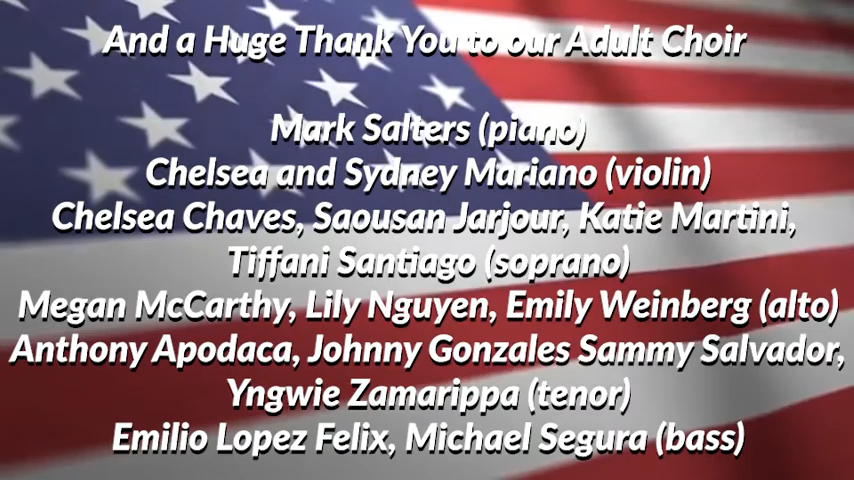 And a Huge Thank You to our Adult Choir
Mark Salters (piano)
Chelsea and Sydney Mariano (violin)
Chelsea Chaves, Saousan Jarjour, Katie Martini,
Tiffani Santiago (soprano)
Megan McCarthy, Lily Nguyen, Emily Weinberg (alto)
Anthony Apodaca, Johnny Gonzales Sammy Salvador,
Yngwie Zamarippa (tenor)
Emilio Lopez Felix, Michael Segura (bass)